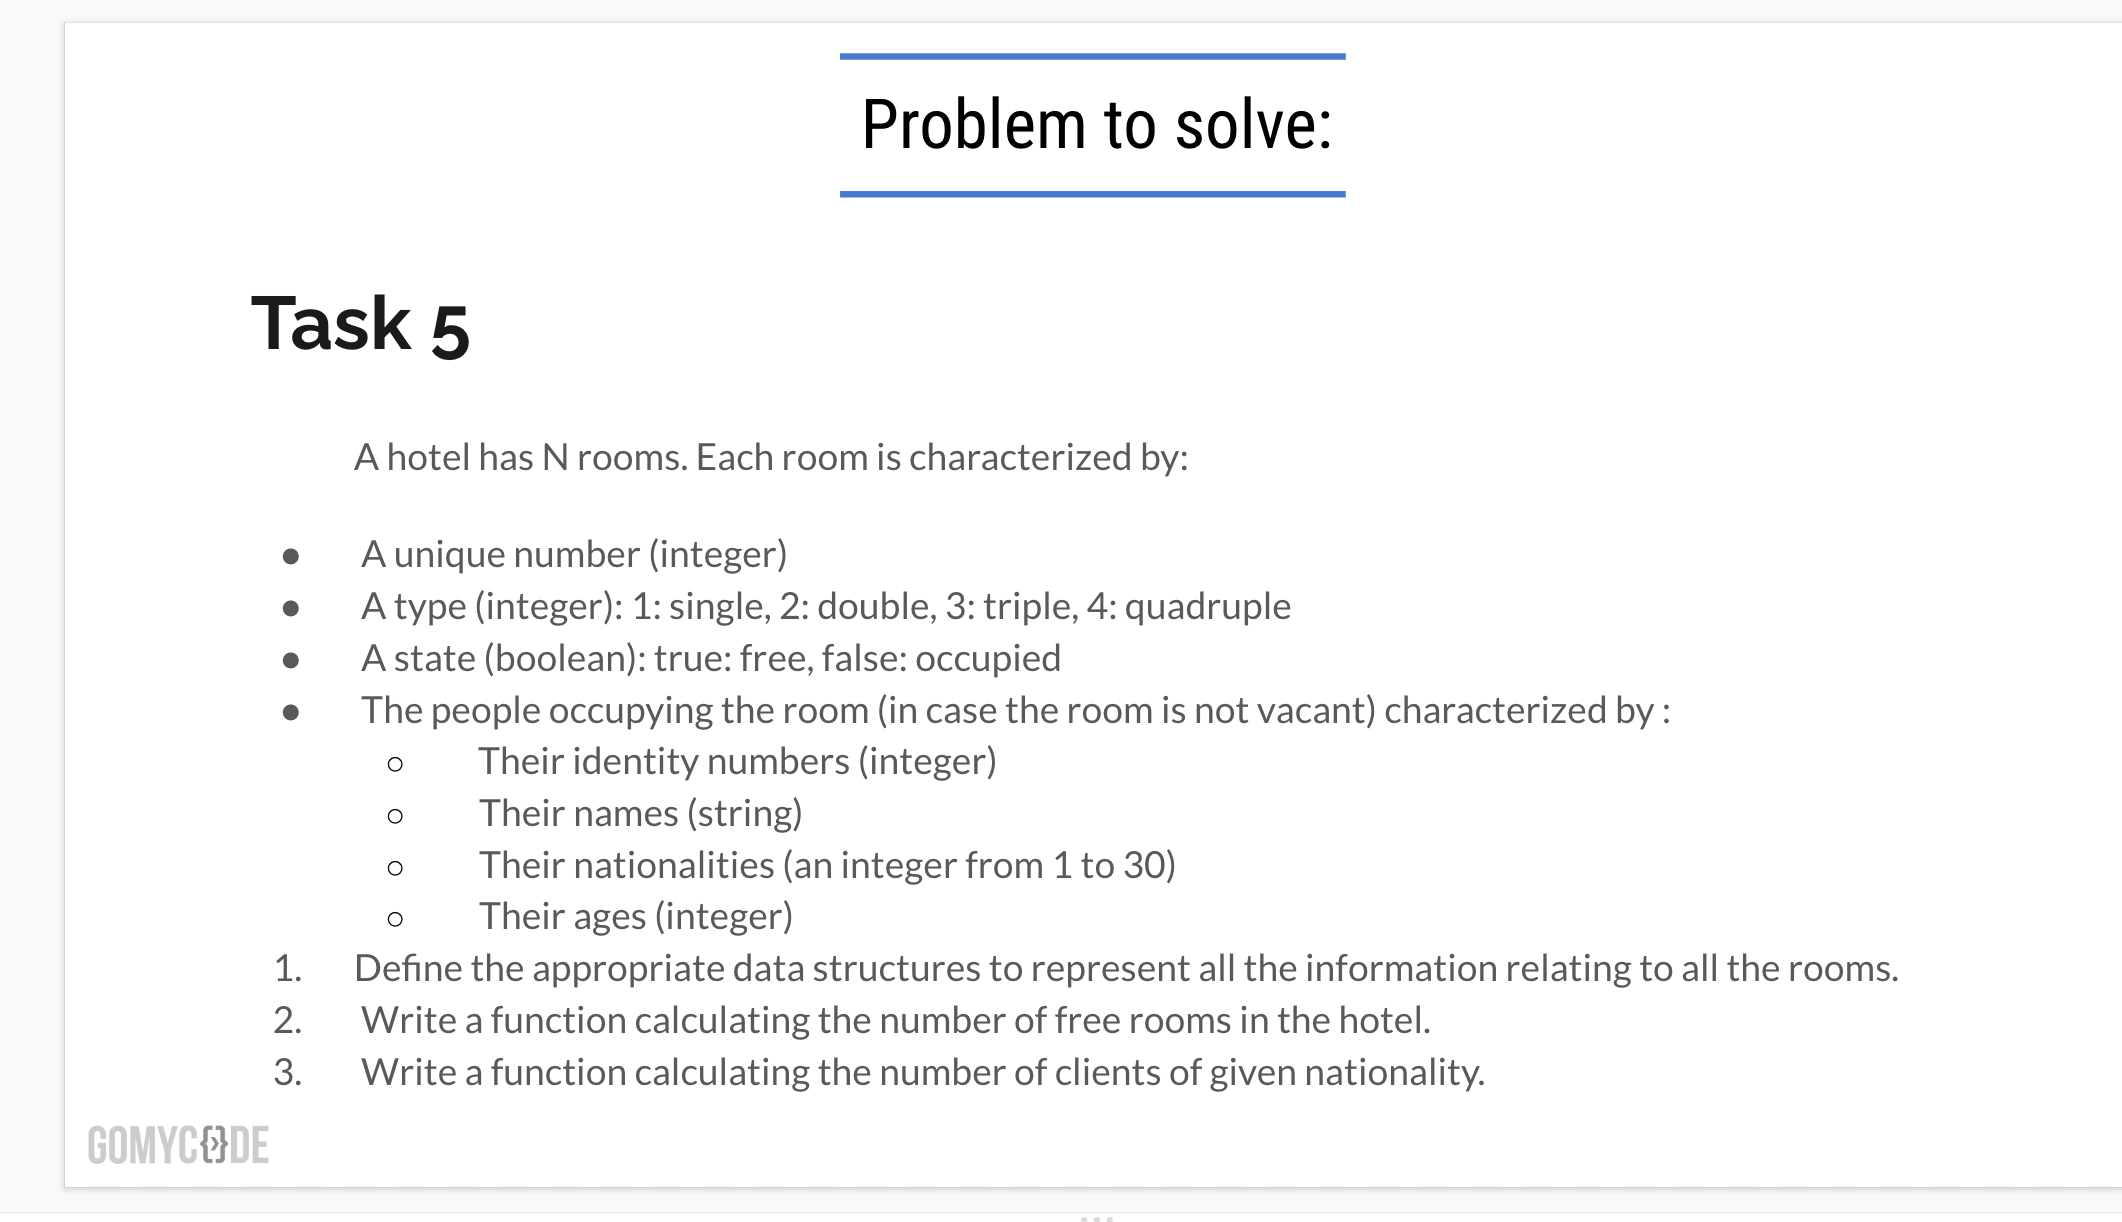 Problem to solve:
Task 5
A hotel has N rooms. Each room is characterized by:
● A unique number (integer)
● A type (integer): 1: single, 2: double, 3: triple, 4: quadruple
● A state (boolean): true: free, false: occupied
● The people occupying the room (in case the room is not vacant) characterized by :
○ Their identity numbers (integer)
○ Their names (string)
○ Their nationalities (an integer from 1 to 30)
○ Their ages (integer)
1. Define the appropriate data structures to represent all the information relating to all the rooms.
2. Write a function calculating the number of free rooms in the hotel.
3. Write a function calculating the number of clients of given nationality.
GOMYC{}DE